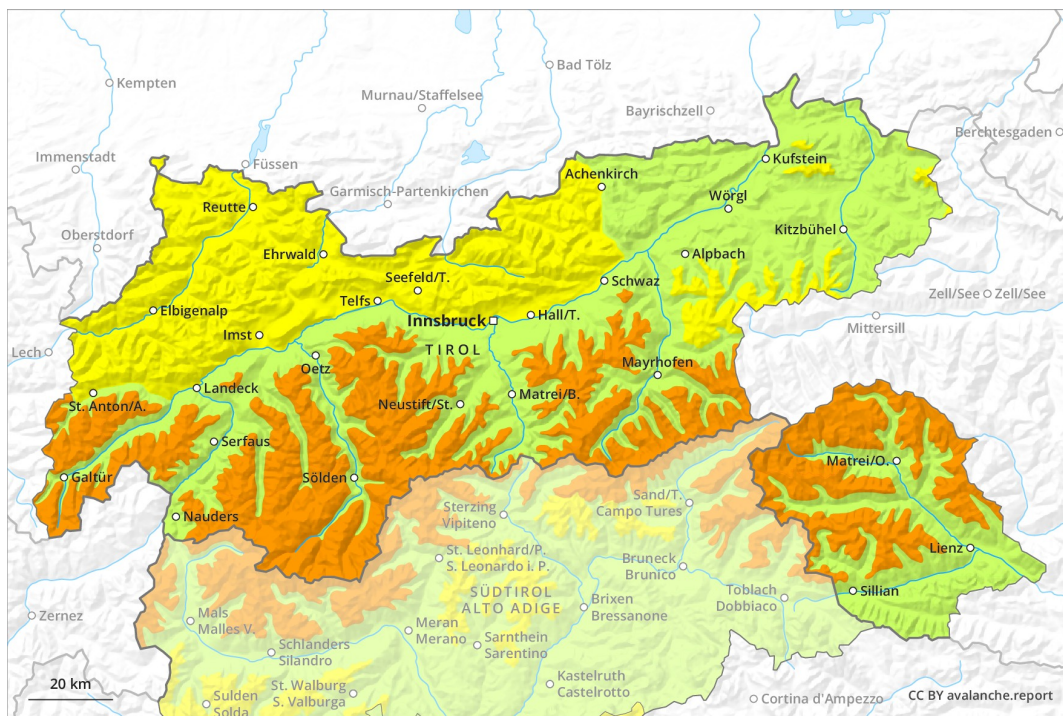 Bad Tölz
Kempten
Murnau/Staffelsee
Bayrischzell
Berchtesgaden
Immenstadt
Füssen
Kufstein
Garmisch-Partenkirchen
Achenkirch
Reutte
Wörgl
Oberstdorf
Kitzbühel
Ehrwald
Alpbach
Seefeld/T.
Schwaz
Zell/See
Zell/See
Telfs
Elbigenalp
Innsbruck
Hall/T.
Mittersill
Imst
Lech
TIROL
Oetz
Mayrhofen
Landeck
Matrei/B.
St. Anton/A.
Neustift/St.
Serfaus
Matrei/O.
Galtür
Sölden
Sand/T.
Campo Tures
Sterzing
Vipiteno
Nauders
Lienz
St. Leonhard/P.
S. Leonardo i. P.
Bruneck
Brunico
Sillian
SÜDTIROL
ALTO ADIGE
Toblach
Dobbiaco
Brixen
Bressanone
Zernez
Mals
Malles V.
Meran
Merano
Sarnthein
Sarentino
Schlanders
Silandro
20 km
St. Walburg
S. Valburga
Kastelruth
Castelrotto
Sulden
Solda
Cortina d'Ampezzo
CC BY avalanche.report